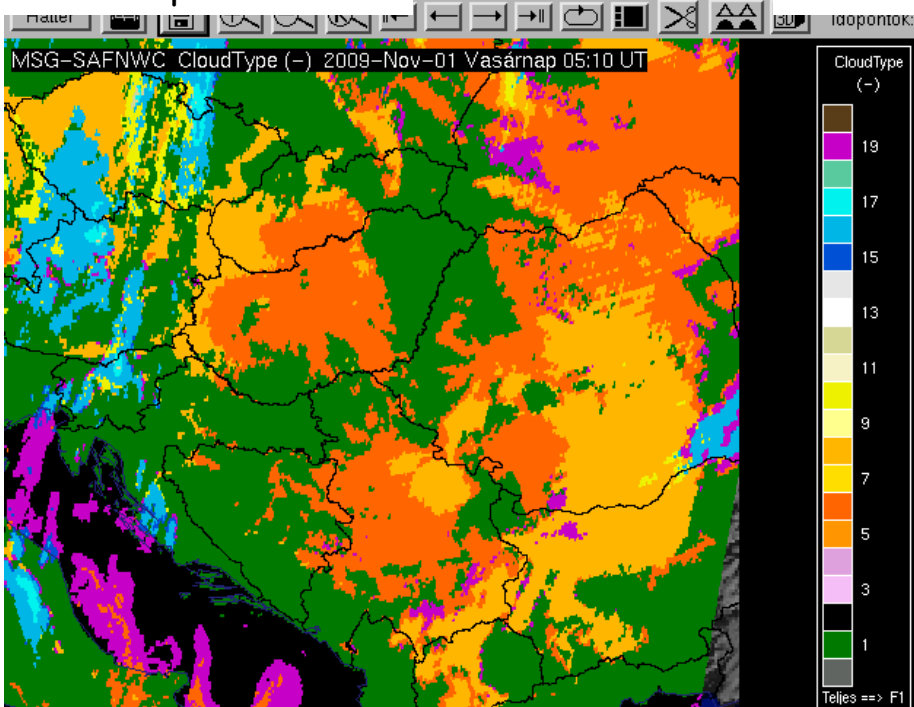 Háttér
3D
Időpontok:
MSG-SAFNWC CloudType (-) 2009-Nov-01 Vasárnap 05:10 UT
CloudType
(-)
19
17
15
13
11
9
7
5
3
1
Teljes ==> F1